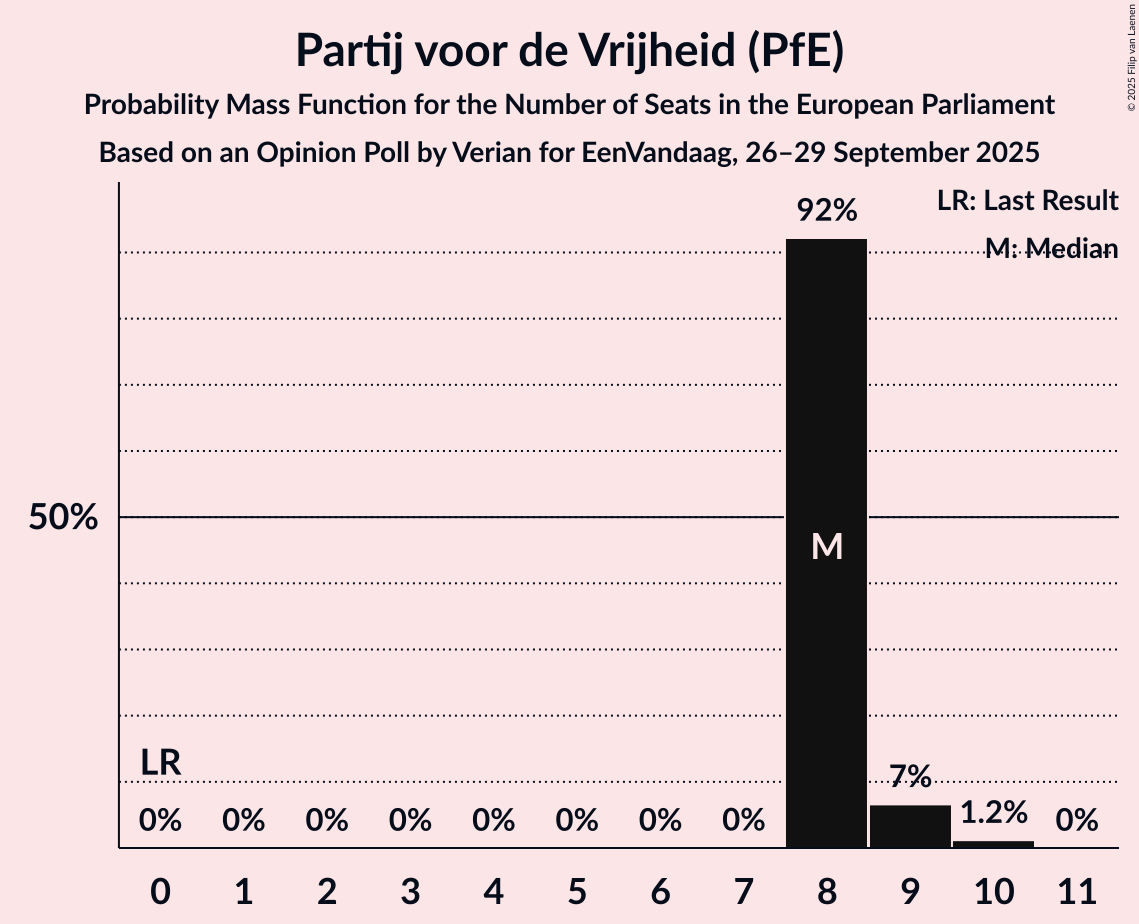 Partij voor de Vrijheid (PfE)
Probability Mass Function for the Number of Seats in the European Parliament
Based on an Opinion Poll by Verian for EenVandaag, 26–29 September 2025
© 2025 Filip van Laenen
LR: Last Result
M: Median
92%
50%
M
LR
7%
0% 0% 0% 0% 0% 0% 0% 0% 1.2% 0%
0 1 2 3 4 5 6 7 8 9 10 11